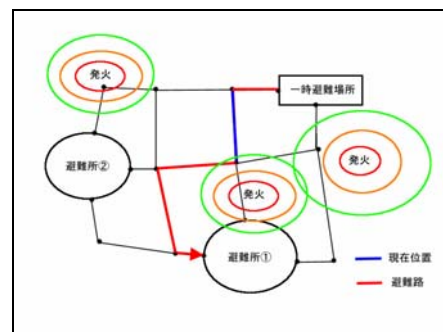 発火
一時避難場所
避難所②
発火
発火
避難所①
現在位置
避難路